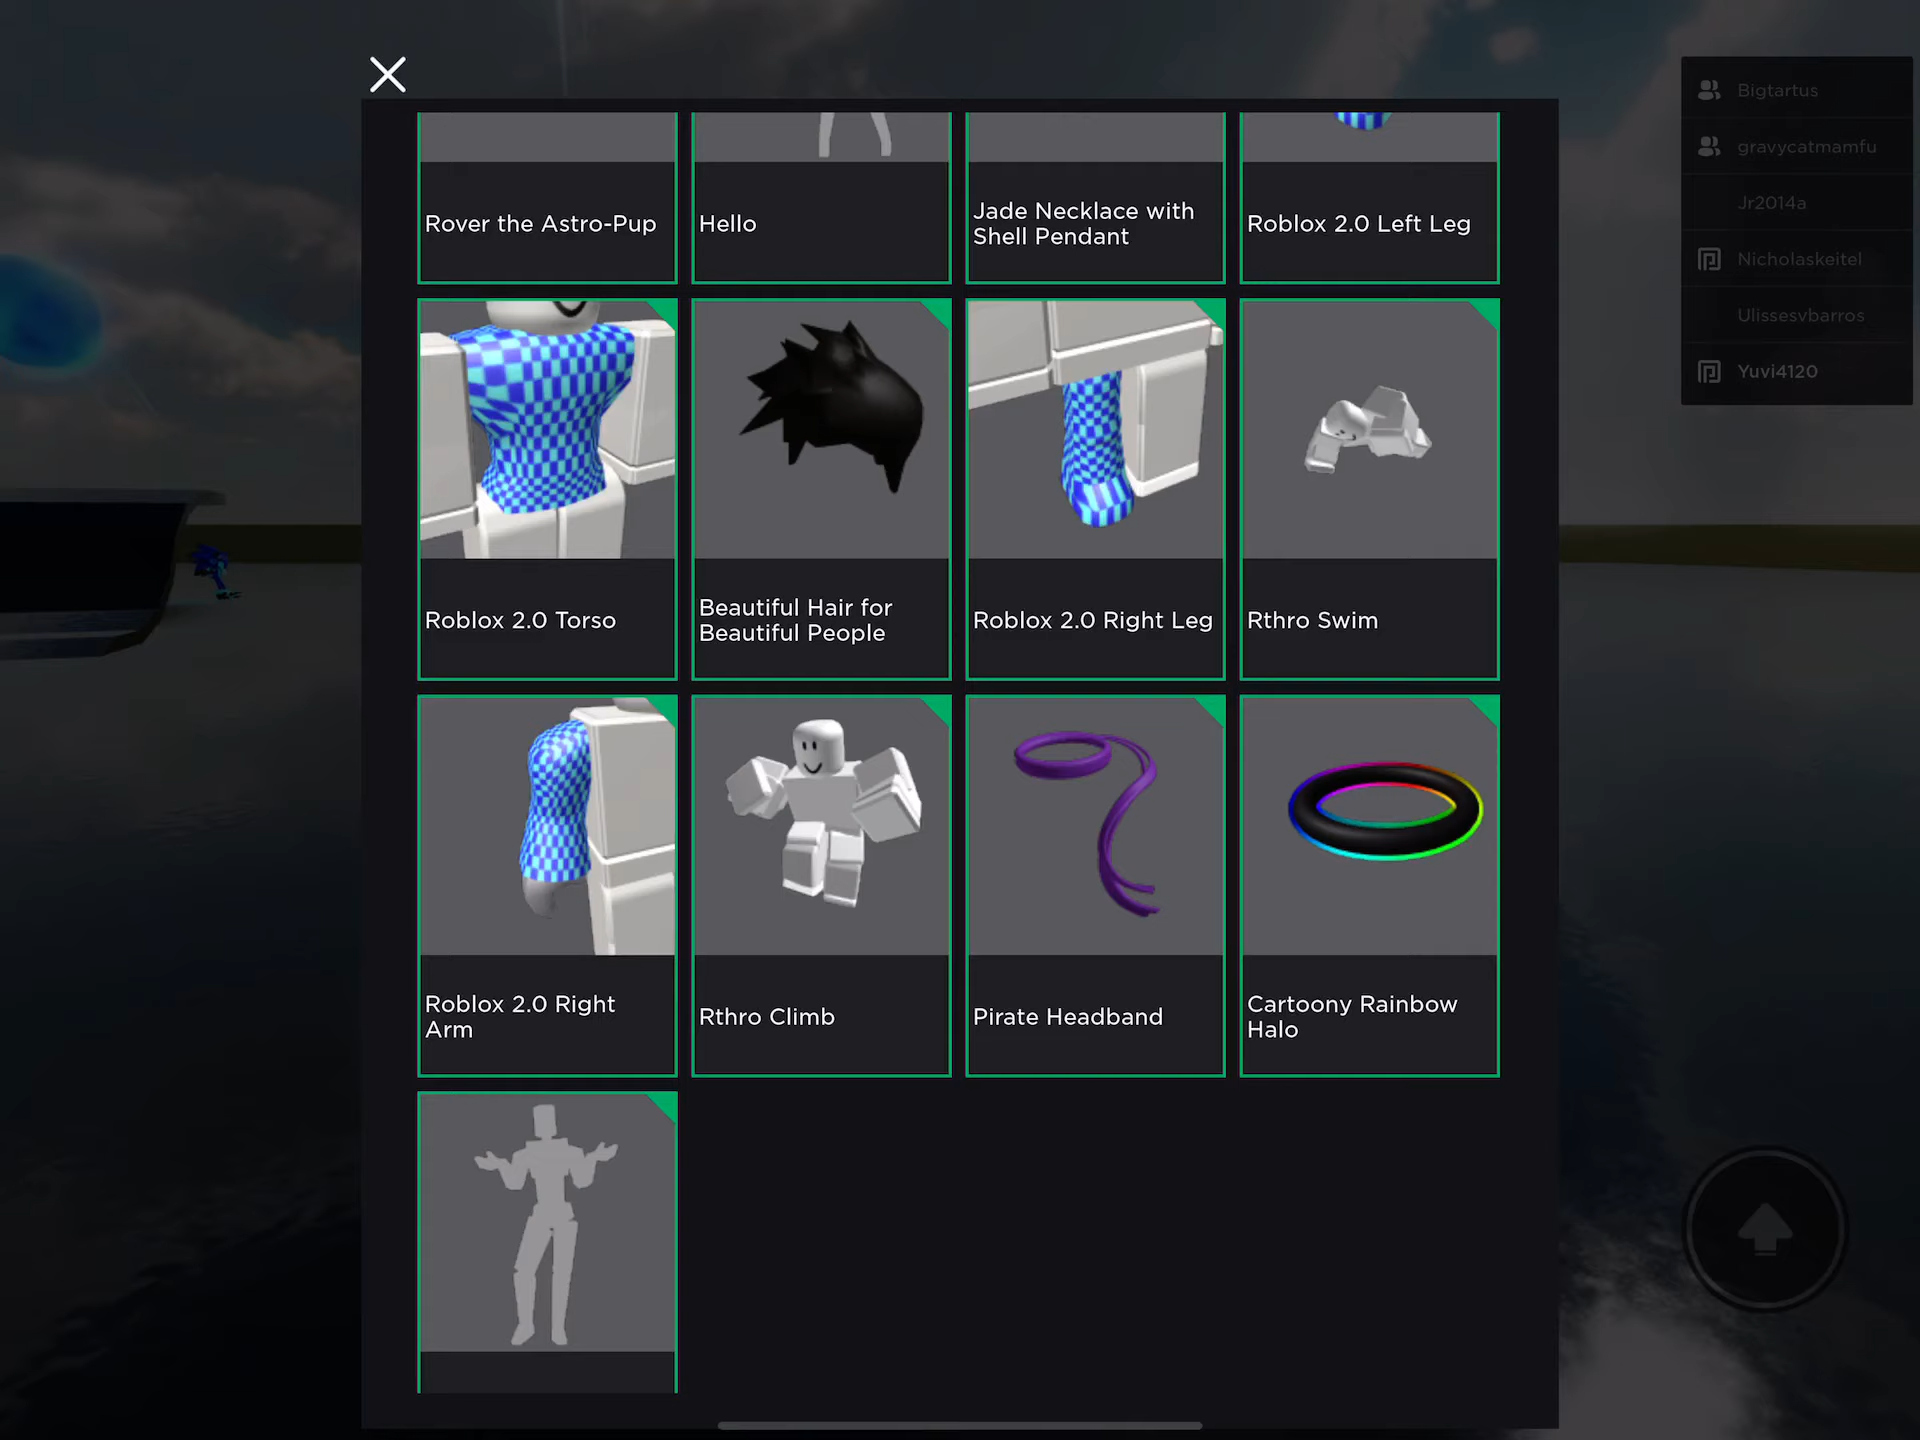 Rover the Astro-Pup
Hello
Jade Necklace with
Shell Pendant
Roblox 2.0 Left Leg
Roblox 2.0 Torso
Beautiful Hair for
Beautiful People
Roblox 2.0 Right Leg
Rthro Swim
Roblox 2.0 Right
Arm
Rthro Climb
Pirate Headband
Cartoony Rainbow
Halo
Bigtartus
gravycatmamfu
Jr2014a
Nicholaskeitel
Ulissesvbarros
Yuvi4120